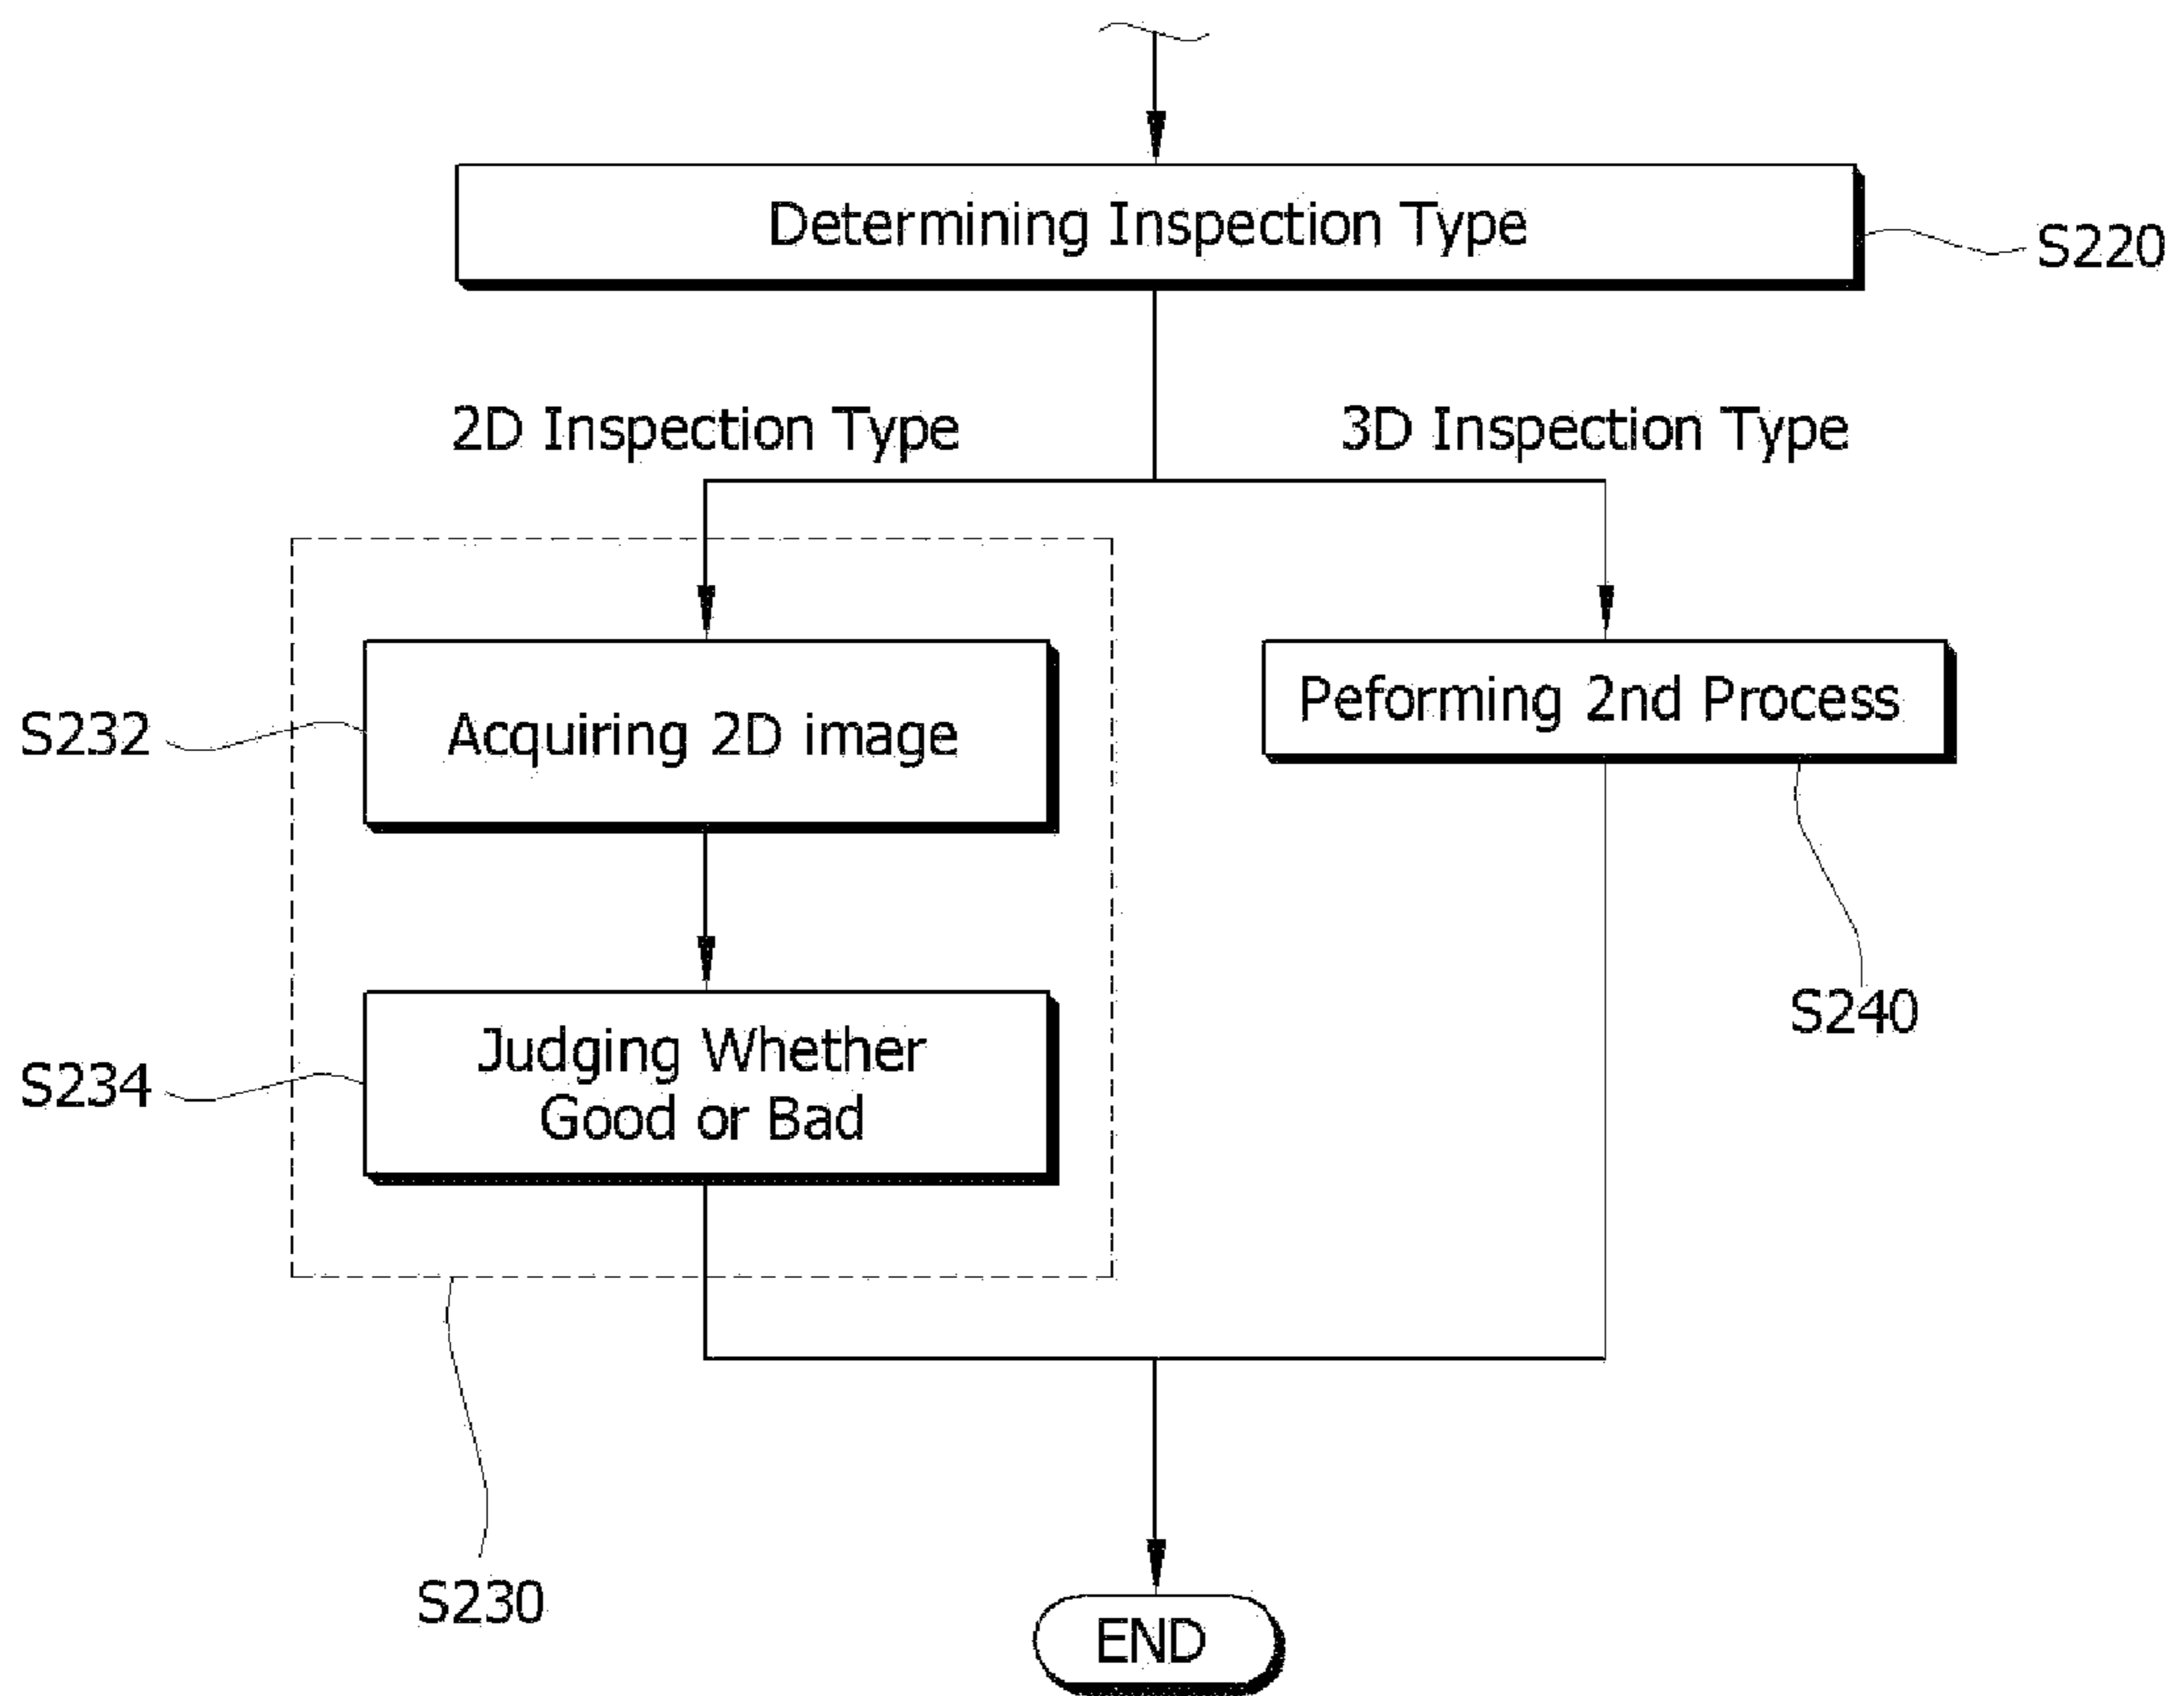 Determining Inspection Type
S220
2D Inspection Type
3D Inspection Type
S232
Acquiring 2D image
Peforming 2nd Process
S234
Judging Whether
Good or Bad
S240
S230
END